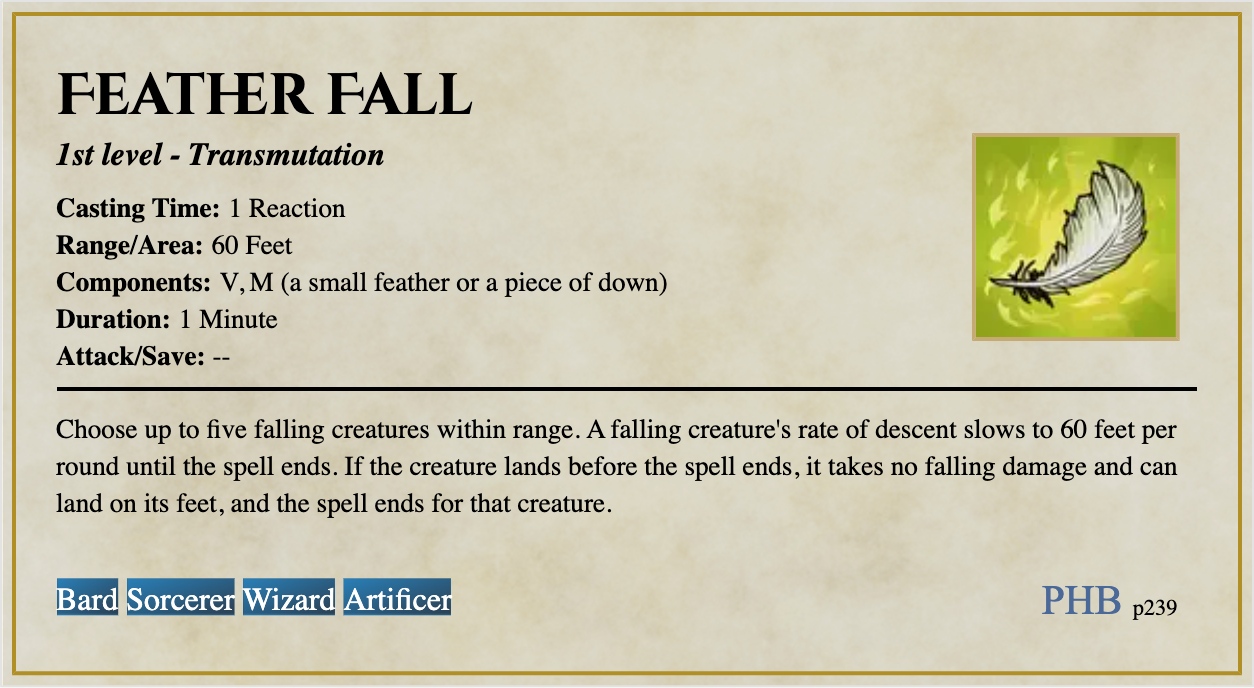 Feather Fall
1st level - Transmutation
Casting Time: 1 Reaction
Range/Area: 60 Feet
Components: V, M (a small feather or a piece of down)
Duration: 1 Minute
Attack/Save: --
Choose up to five falling creatures within range. A falling creature's rate of descent slows to 60 feet per
round until the spell ends. If the creature lands before the spell ends, it takes no falling damage and can
land on its feet, and the spell ends for that creature.
Bard Sorcerer Wizard Artificer
PHB p239